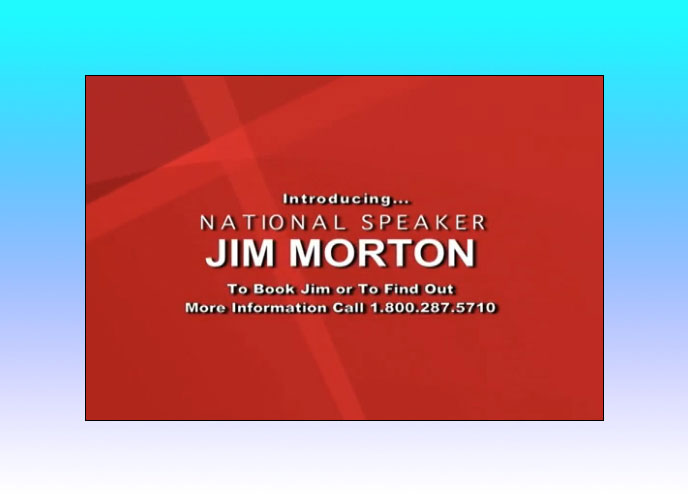 Introducing...
NATIONAL SPEAKER
JIM MORTON
To Book Jim or To Find Out
More Information Call 1.800.287.5710